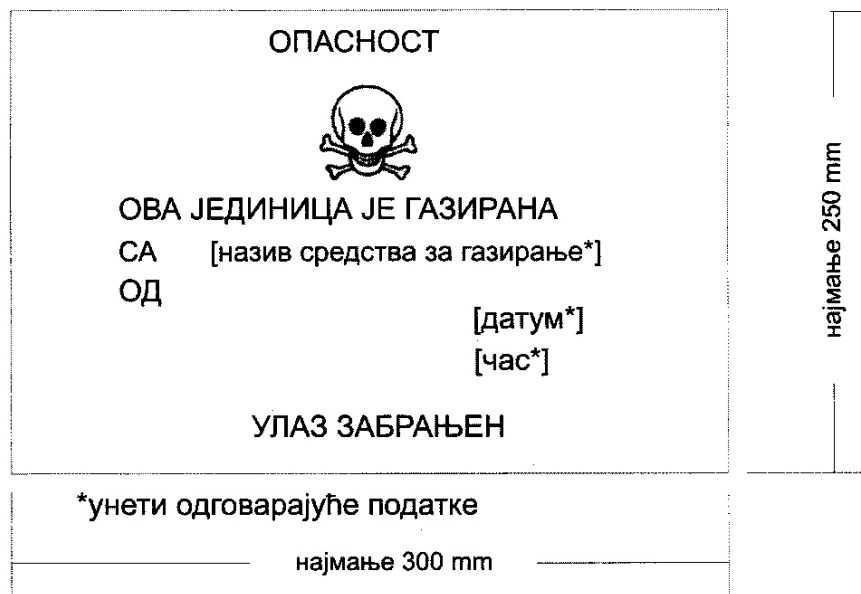 ОПАСНОСТ
ОВА ЈЕДИНИЦА ЈЕ ГАЗИРАНА
СА [назив средства за газирање*]
ОД
[датум*]
[час*]
УЛАЗ ЗАБРАЊЕН
*унети одговарајуће податке
најмање 300 mm
најмање 250 mm